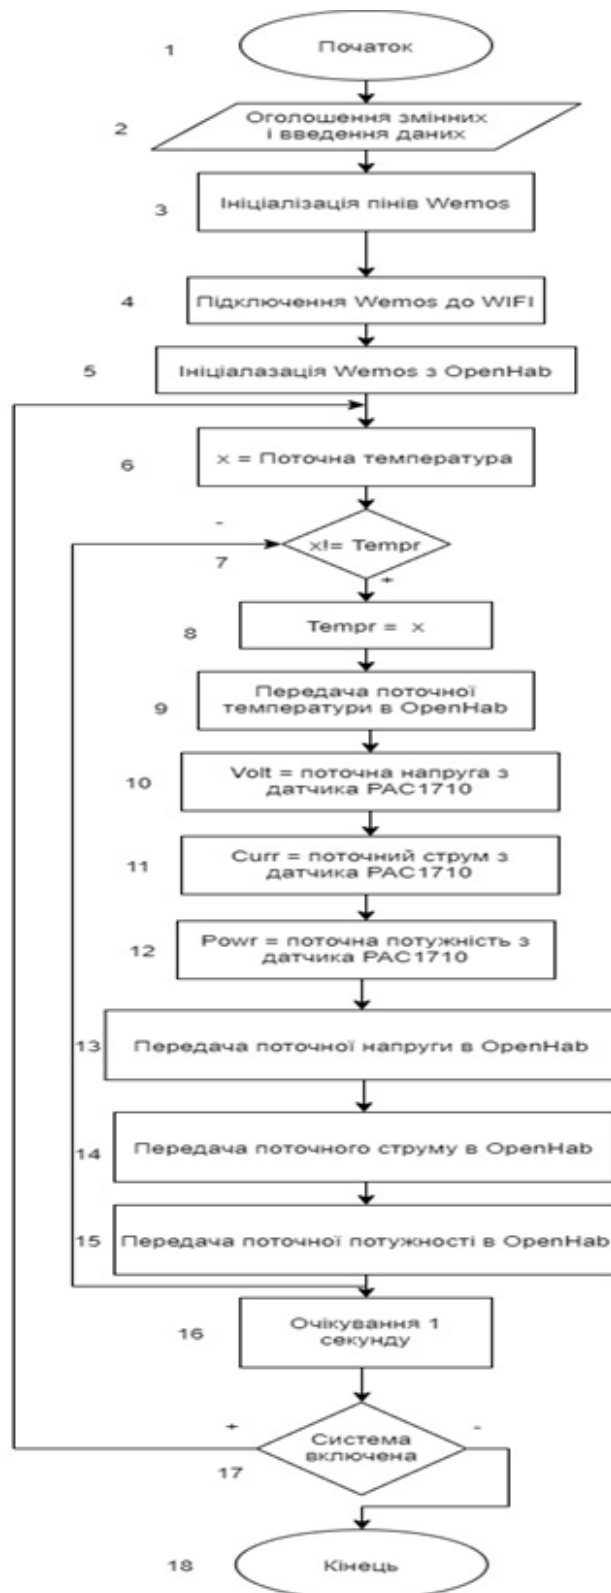 1
Початок
2
Оголошення змінних
і введення даних
3
Ініціалізація пінів Wemos
4
Підключення Wemos до WIFI
5
Ініціалазація Wemos з OpenHab
6
x = Поточна температура
-
7
x!= Tempr
+
8
Tempr = x
9
Передача поточної
температури в OpenHab
10
Volt = поточна напруга з
датчика PAC1710
11
Curr = поточний струм з
датчика PAC1710
12
Powr = поточна потужність з
датчика PAC1710
13
Передача поточної напруги в OpenHab
14
Передача поточного струму в OpenHab
15
Передача поточної потужності в OpenHab
16
Очікування 1
секунду
+
-
17
Система
включена
18
Кінець